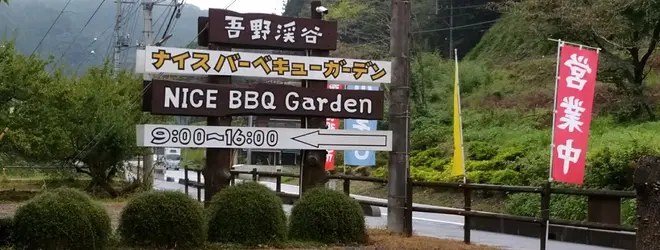 吾野渓谷
ナイスバーベキューガーデン
NICE BBQ Garden
9:00~16:00
営業中